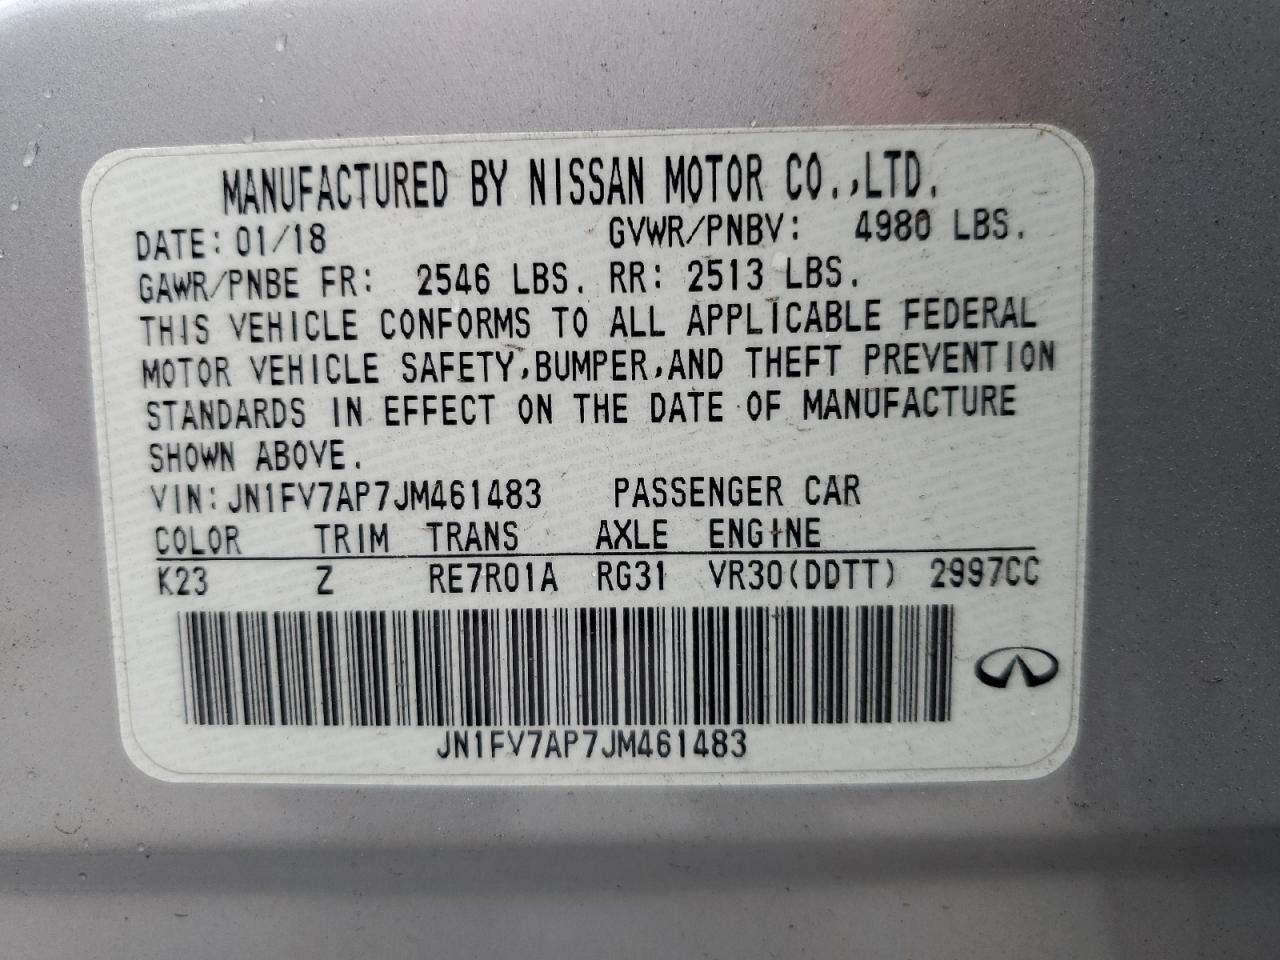 MANUFACTURED BY NISSAN MOTOR CO.,LTD.
DATE: 01/18 GVWR/PNBV: 4980 LBS.
GAWR/PNBE FR: 2546 LBS. RR: 2513 LBS.
THIS VEHICLE CONFORMS TO ALL APPLICABLE FEDERAL
MOTOR VEHICLE SAFETY,BUMPER,AND THEFT PREVENTION
STANDARDS IN EFFECT ON THE DATE OF MANUFACTURE
SHOWN ABOVE.
VIN:JN1FV7AP7JM461483 PASSENGER CAR
COLOR TRIM TRANS AXLE ENGINE
K23 Z RE7R01A RG31 VR30(DDTT) 2997CC
JN1FV7AP7JM461483